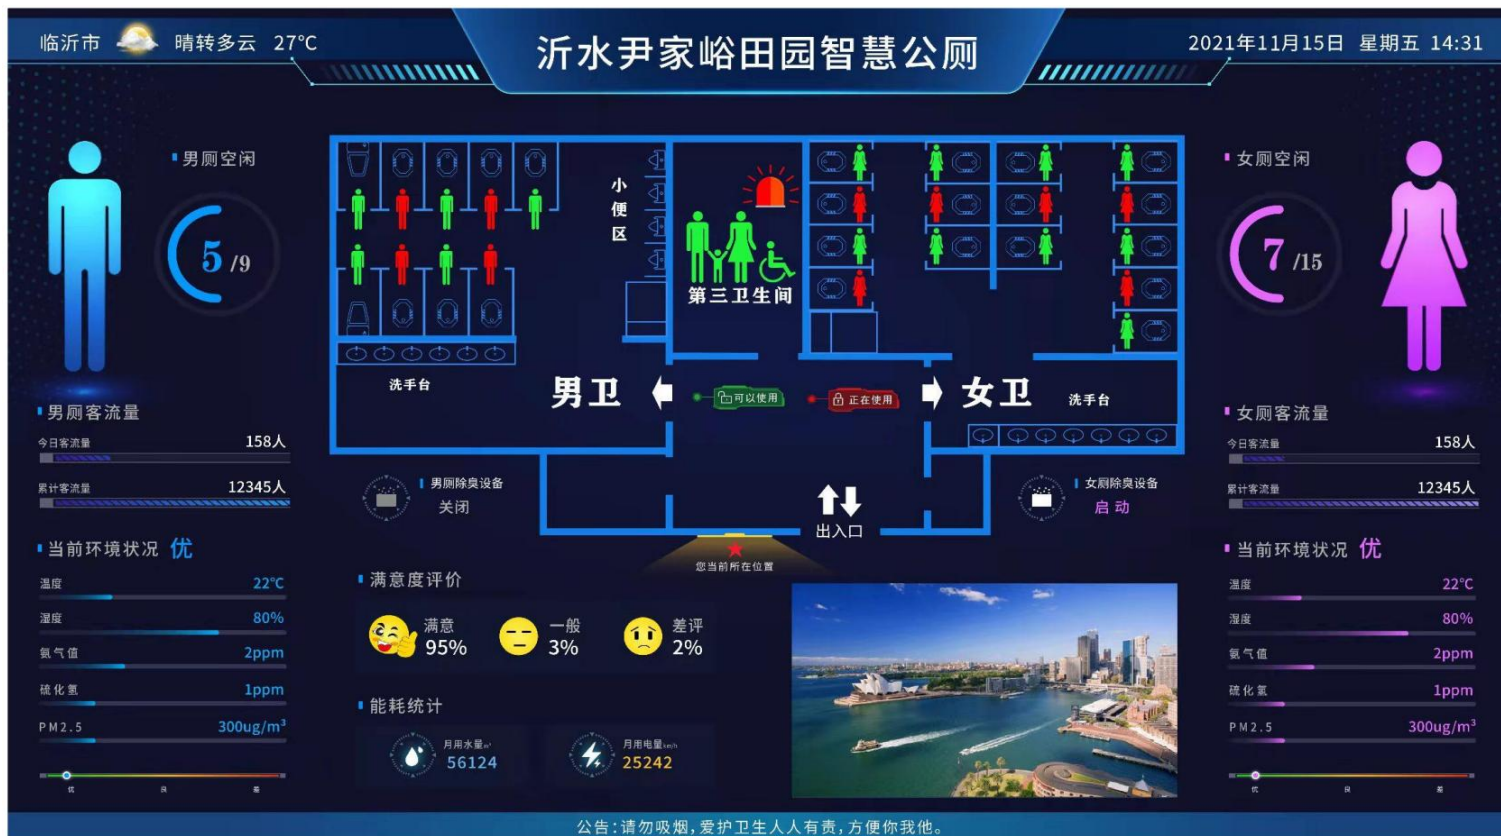 临沂市 晴转多云 27℃
沂水尹家峪田园智慧公厕
2021年11月15日 星期五 14:31
男厕空闲
5/9
男厕客流量
今日客流量 158人
累计客流量 12345人
当前环境状况 优
温度 22℃
湿度 80%
氨气值 2ppm
硫化氢 1ppm
PM2.5 300ug/m³
优 良 差
小便区
第三卫生间
洗手台
男卫
可以使用
正在使用
女卫
洗手台
男厕除臭设备
关闭
女厕除臭设备
启动
出入口
您当前所在位置
满意度评价
满意
95%
一般
3%
差评
2%
能耗统计
月用水量m³
56124
月用电量kw/h
25242
女厕空闲
7/15
女厕客流量
今日客流量 158人
累计客流量 12345人
当前环境状况 优
温度 22℃
湿度 80%
氨气值 2ppm
硫化氢 1ppm
PM2.5 300ug/m³
优 良 差
公告:请勿吸烟,爱护卫生人人有责,方便你我他。